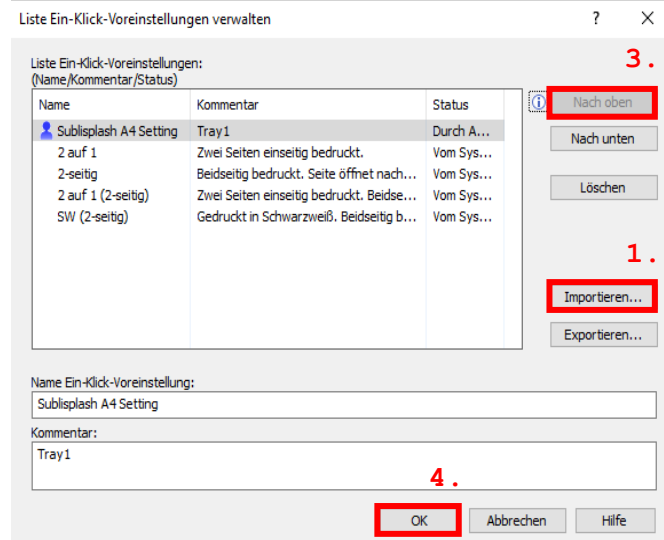 Liste Ein-Klick-Voreinstellungen verwalten ? X
3.
Liste Ein-Klick-Voreinstellungen:
(Name/Kommentar/Status)
Name Kommentar Status
Nach oben
Sublisplash A4 Setting Tray1 Durch A...
Nach unten
2 auf 1 Zwei Seiten einseitig bedruckt. Vom Sys...
2-seitig Beidseitig bedruckt. Seite öffnet nach... Vom Sys...
Löschen
2 auf 1 (2-seitig) Zwei Seiten einseitig bedruckt. Beidse... Vom Sys...
SW (2-seitig) Gedruckt in Schwarzweiß. Beidseitig b... Vom Sys...
1.
Importieren...
Exportieren...
Name Ein-Klick-Voreinstellung:
Sublisplash A4 Setting
Kommentar:
Tray1
4.
OK Abbrechen Hilfe